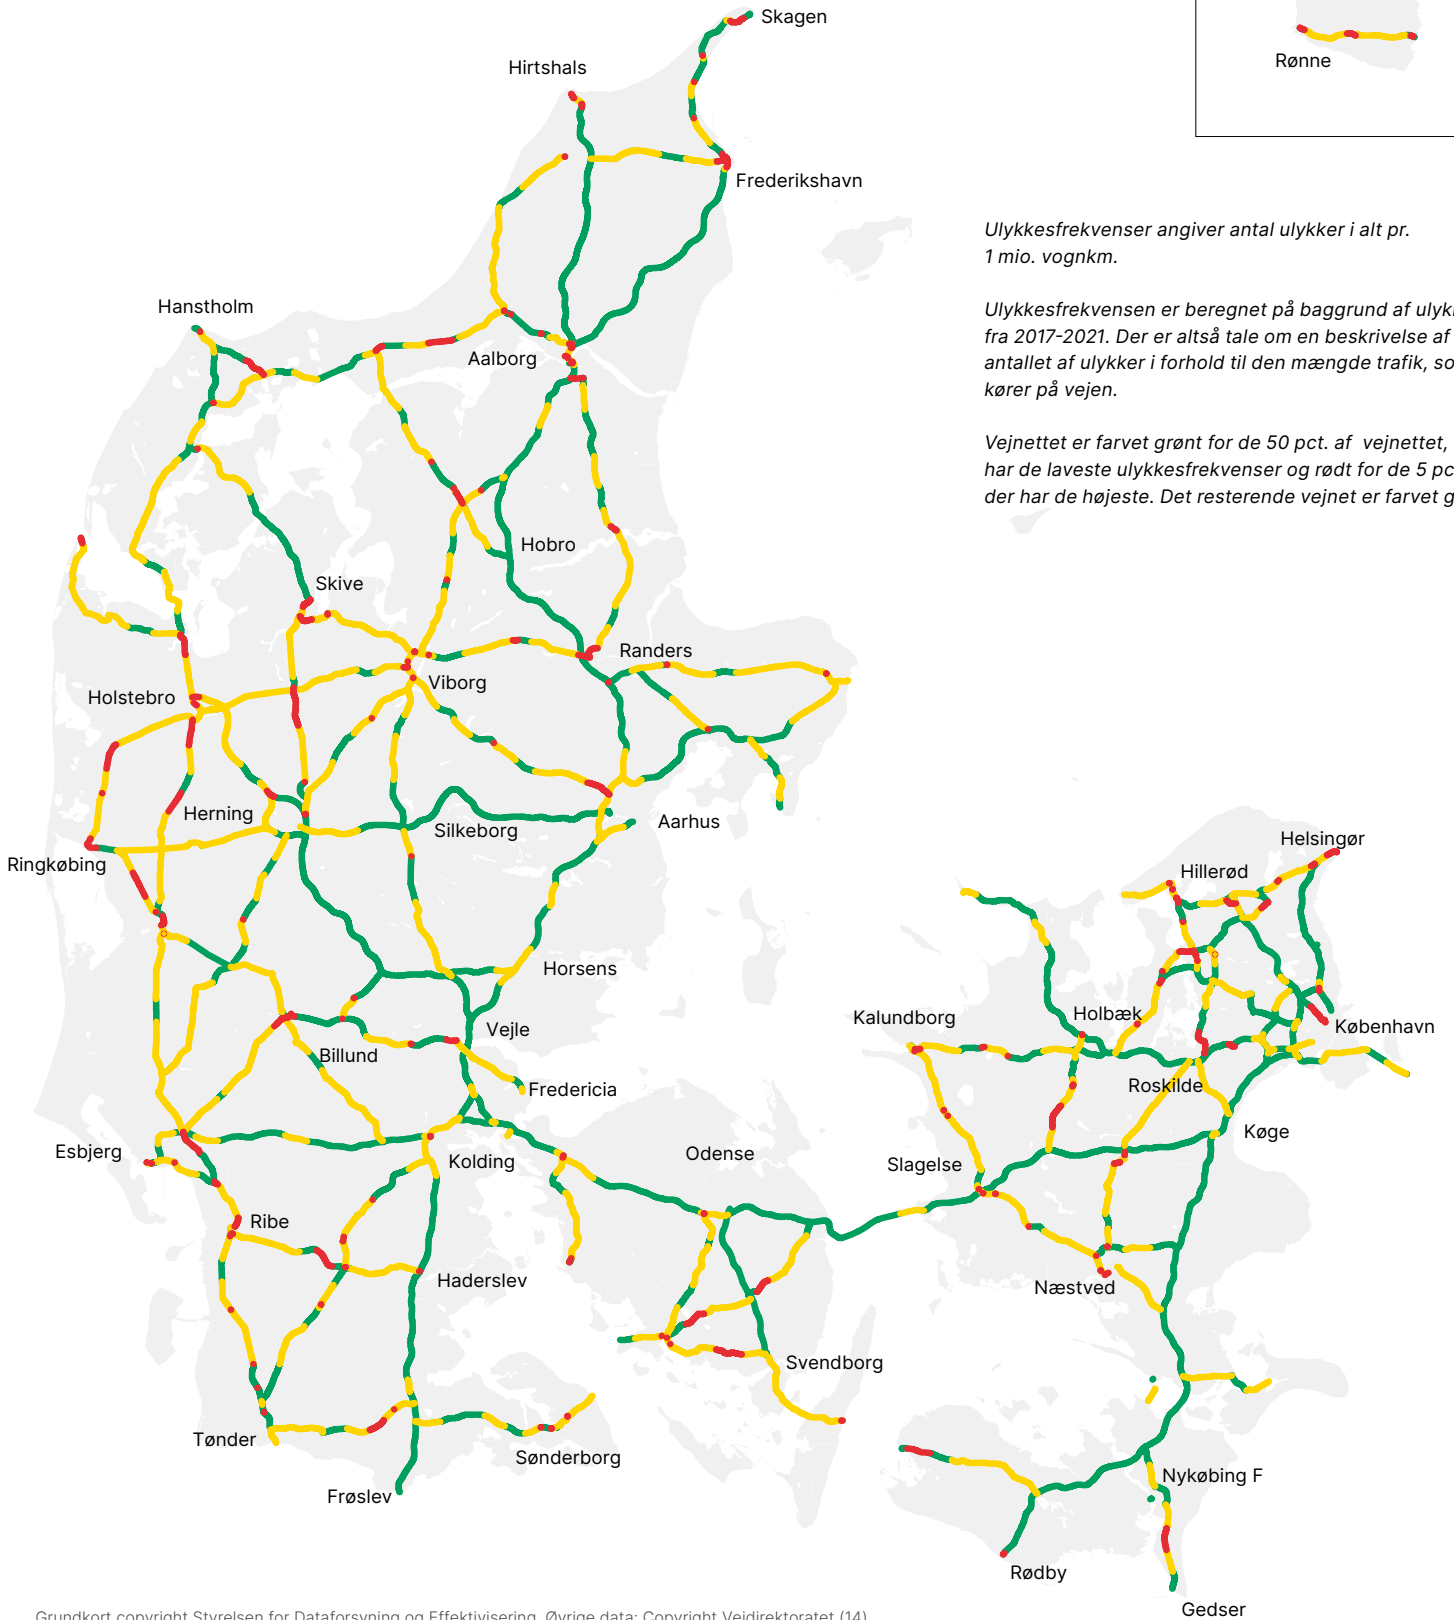 Skagen
Hirtshals
Rønne
Frederikshavn
Ulykkesfrekvenser angiver antal ulykker i alt pr.
1 mio. vognkm.
Hanstholm
Ulykkesfrekvensen er beregnet på baggrund af
fra 2017-2021. Der er altså tale om en beskrivelse af
antallet af ulykker i forhold til den mængde trafik,
kører på vejen.
Aalborg
Vejnettet er farvet grønt for de 50 pct. af vejnettet,
har de laveste ulykkesfrekvenser og rødt for de 5
der har de højeste. Det resterende vejnet er farvet
Hobro
Skive
Randers
Viborg
Holstebro
Herning
Silkeborg
Aarhus
Ringkøbing
Helsingør
Hillerød
Horsens
Vejle
Billund
Kalundborg
Holbæk
København
Fredericia
Roskilde
Esbjerg
Kolding
Odense
Køge
Slagelse
Ribe
Haderslev
Næstved
Svendborg
Tønder
Sønderborg
Frøslev
Nykøbing F
Rødby
Gedser
Grundkort copyright Styrelsen for Dataforsyning og Effektivisering. Øvrige data: Copyright Vejdirektoratet (14)